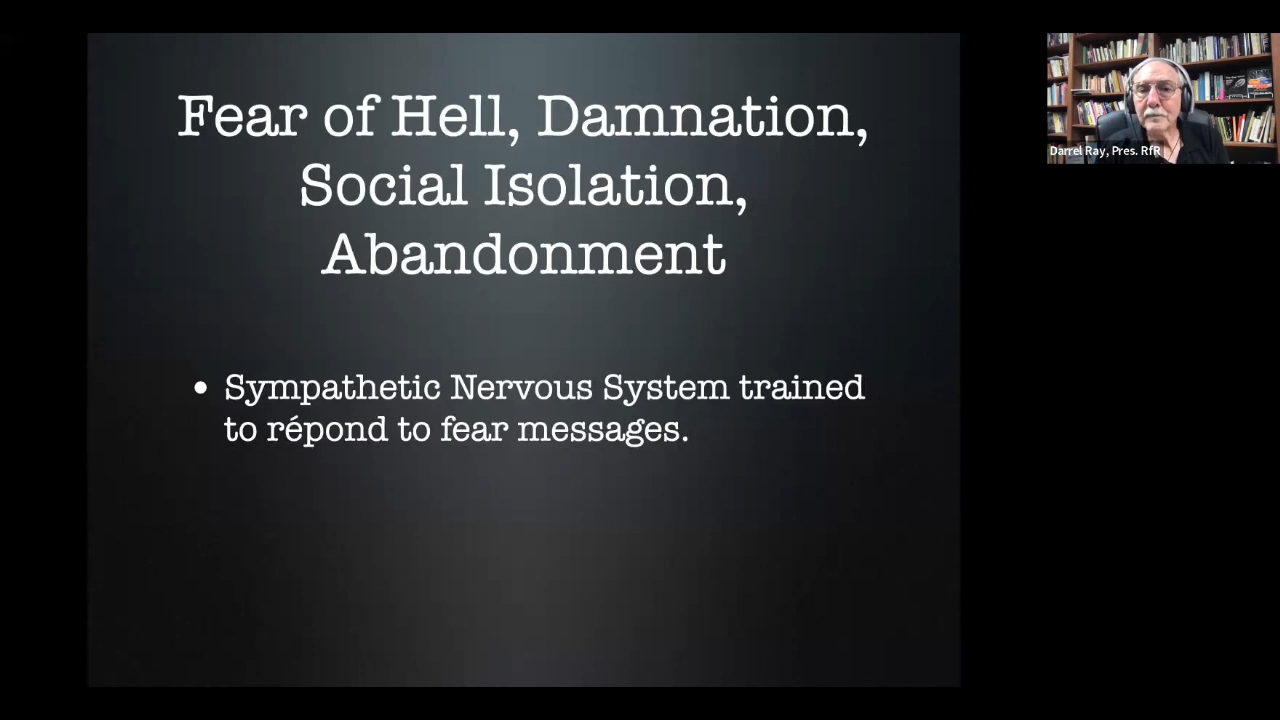 Fear of Hell, Damnation,
Social Isolation,
Abandonment
• Sympathetic Nervous System trained
to répond to fear messages.
Darrel Ray, Pres. RfR